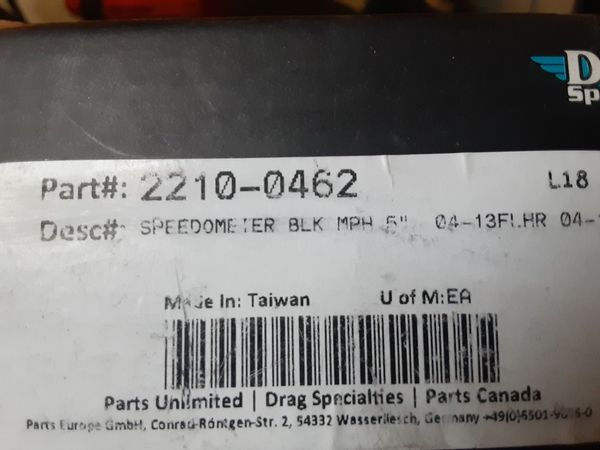 D
Sp
Part#: 2210-0462 L18
Desc#: SPEEDOMETER BLK MPH 5" 04-13FLHR 04-
Made In: Taiwan U of M:EA
Parts Unlimited | Drag Specialties | Parts Canada
Parts Europe GmbH, Conrad-Röntgen-Str. 2, 54332 Wasserliesch, Germany